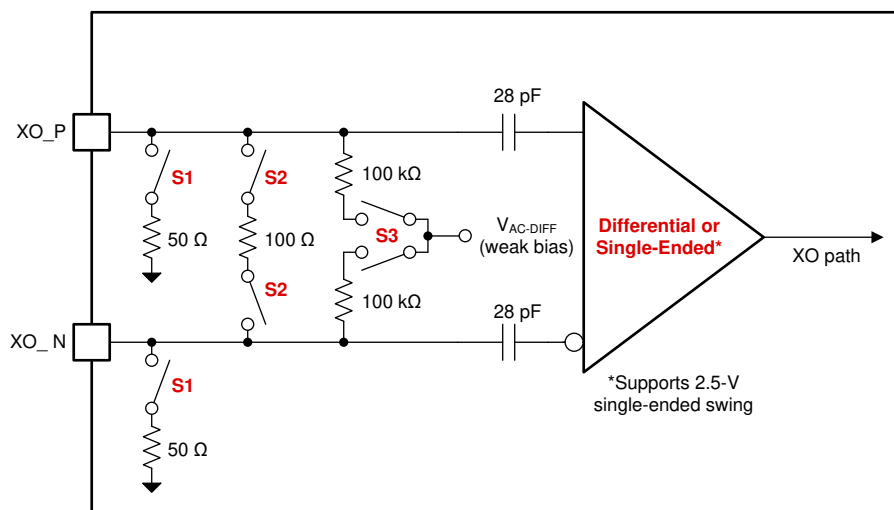 28 pF
XO_P
S1
S2
100 kΩ
50 Ω
100 Ω
S3
VAC-DIFF
(weak bias)
Differential or
Single-Ended*
XO path
S2
100 kΩ
28 pF
XO_ N
S1
*Supports 2.5-V
single-ended swing
50 Ω